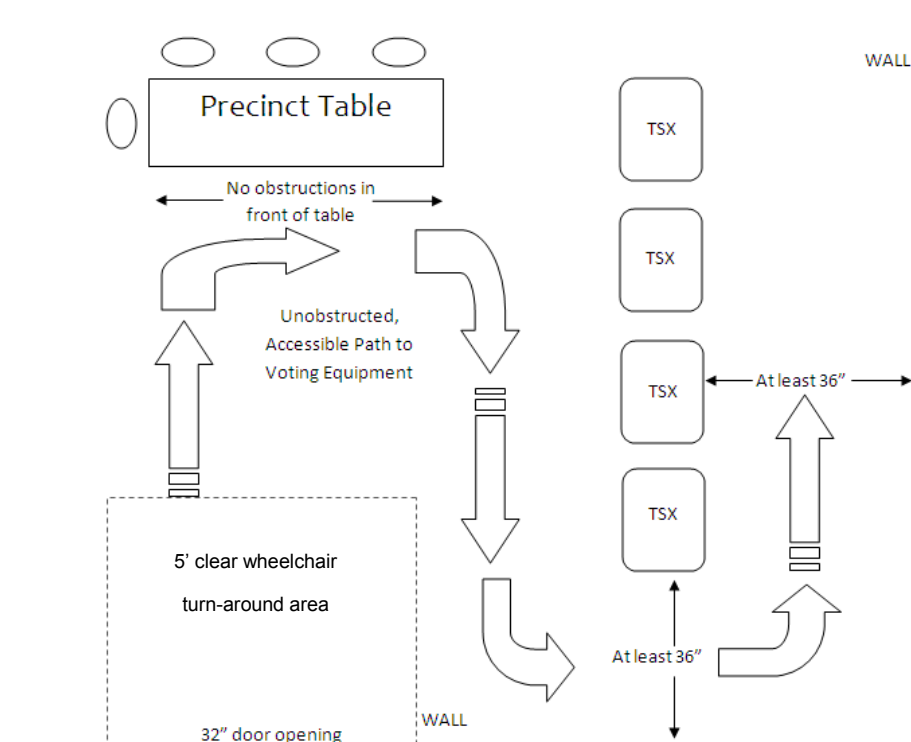 WALL
Precinct Table
TSX
No obstructions in
front of table
TSX
Unobstructed,
Accessible Path to
Voting Equipment
TSX
At least 36”
TSX
5’ clear wheelchair
turn-around area
At least 36”
WALL
32” door opening